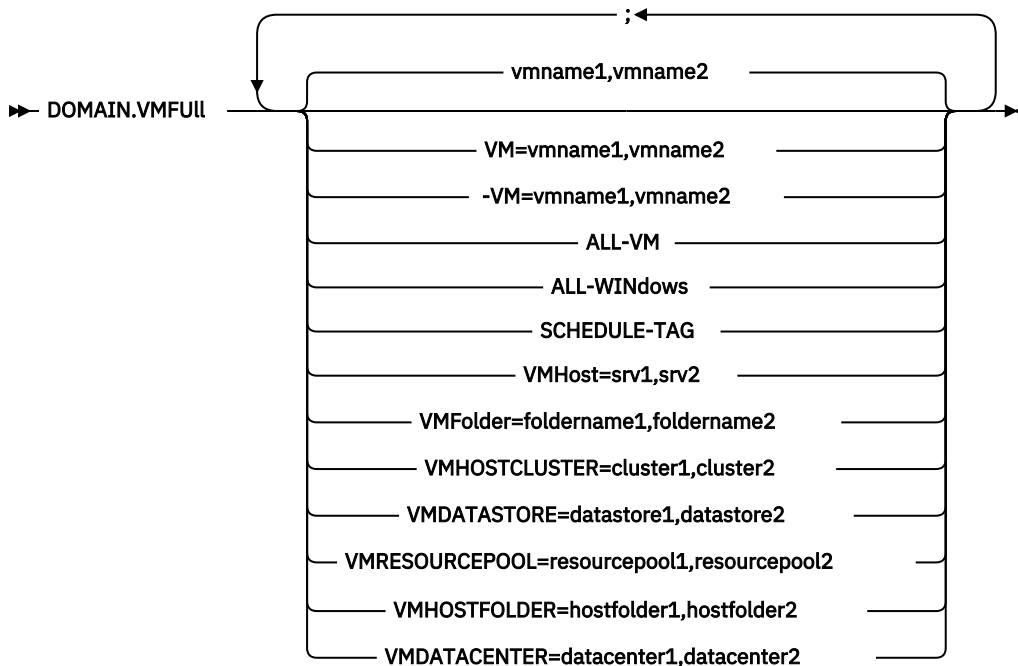 ;
vmname1,vmname2
DOMAIN.VMFUll
VM=vmname1,vmname2
-VM=vmname1,vmname2
ALL-VM
ALL-WINdows
SCHEDULE-TAG
VMHost=srv1,srv2
VMFolder=foldername1,foldername2
VMHOSTCLUSTER=cluster1,cluster2
VMDATASTORE=datastore1,datastore2
VMRESOURCEPOOL=resourcepool1,resourcepool2
VMHOSTFOLDER=hostfolder1,hostfolder2
VMDATACENTER=datacenter1,datacenter2